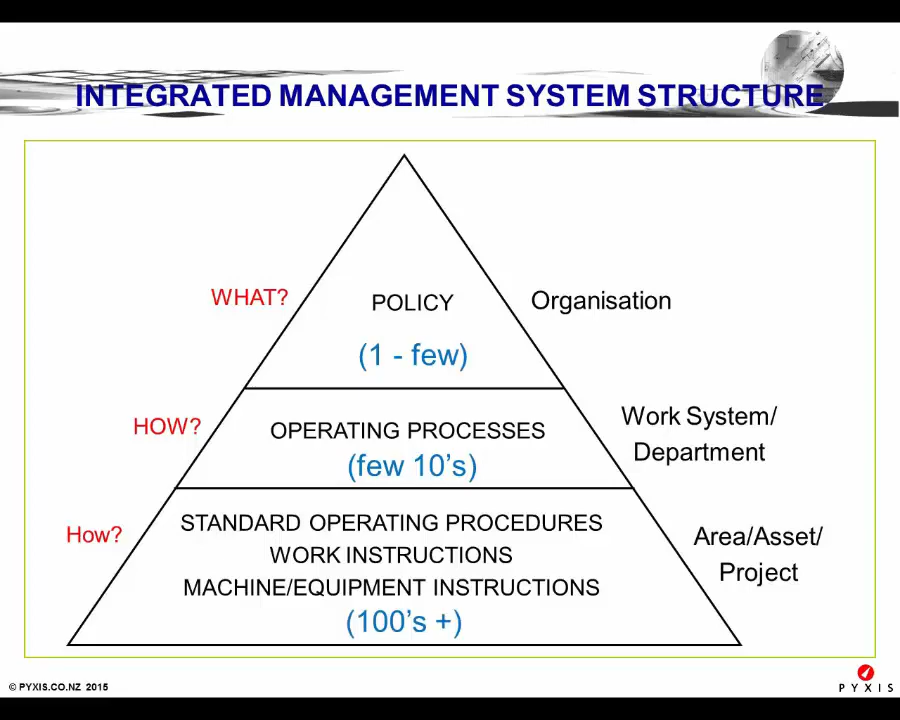 INTEGRATED MANAGEMENT SYSTEM STRUCTURE
WHAT?
POLICY
Organisation
(1 - few)
HOW?
OPERATING PROCESSES
(few 10’s)
Work System/
Department
How?
STANDARD OPERATING PROCEDURES
WORK INSTRUCTIONS
MACHINE/EQUIPMENT INSTRUCTIONS
(100’s +)
Area/Asset/
Project
© PYXIS.CO.NZ 2015
PYXIS